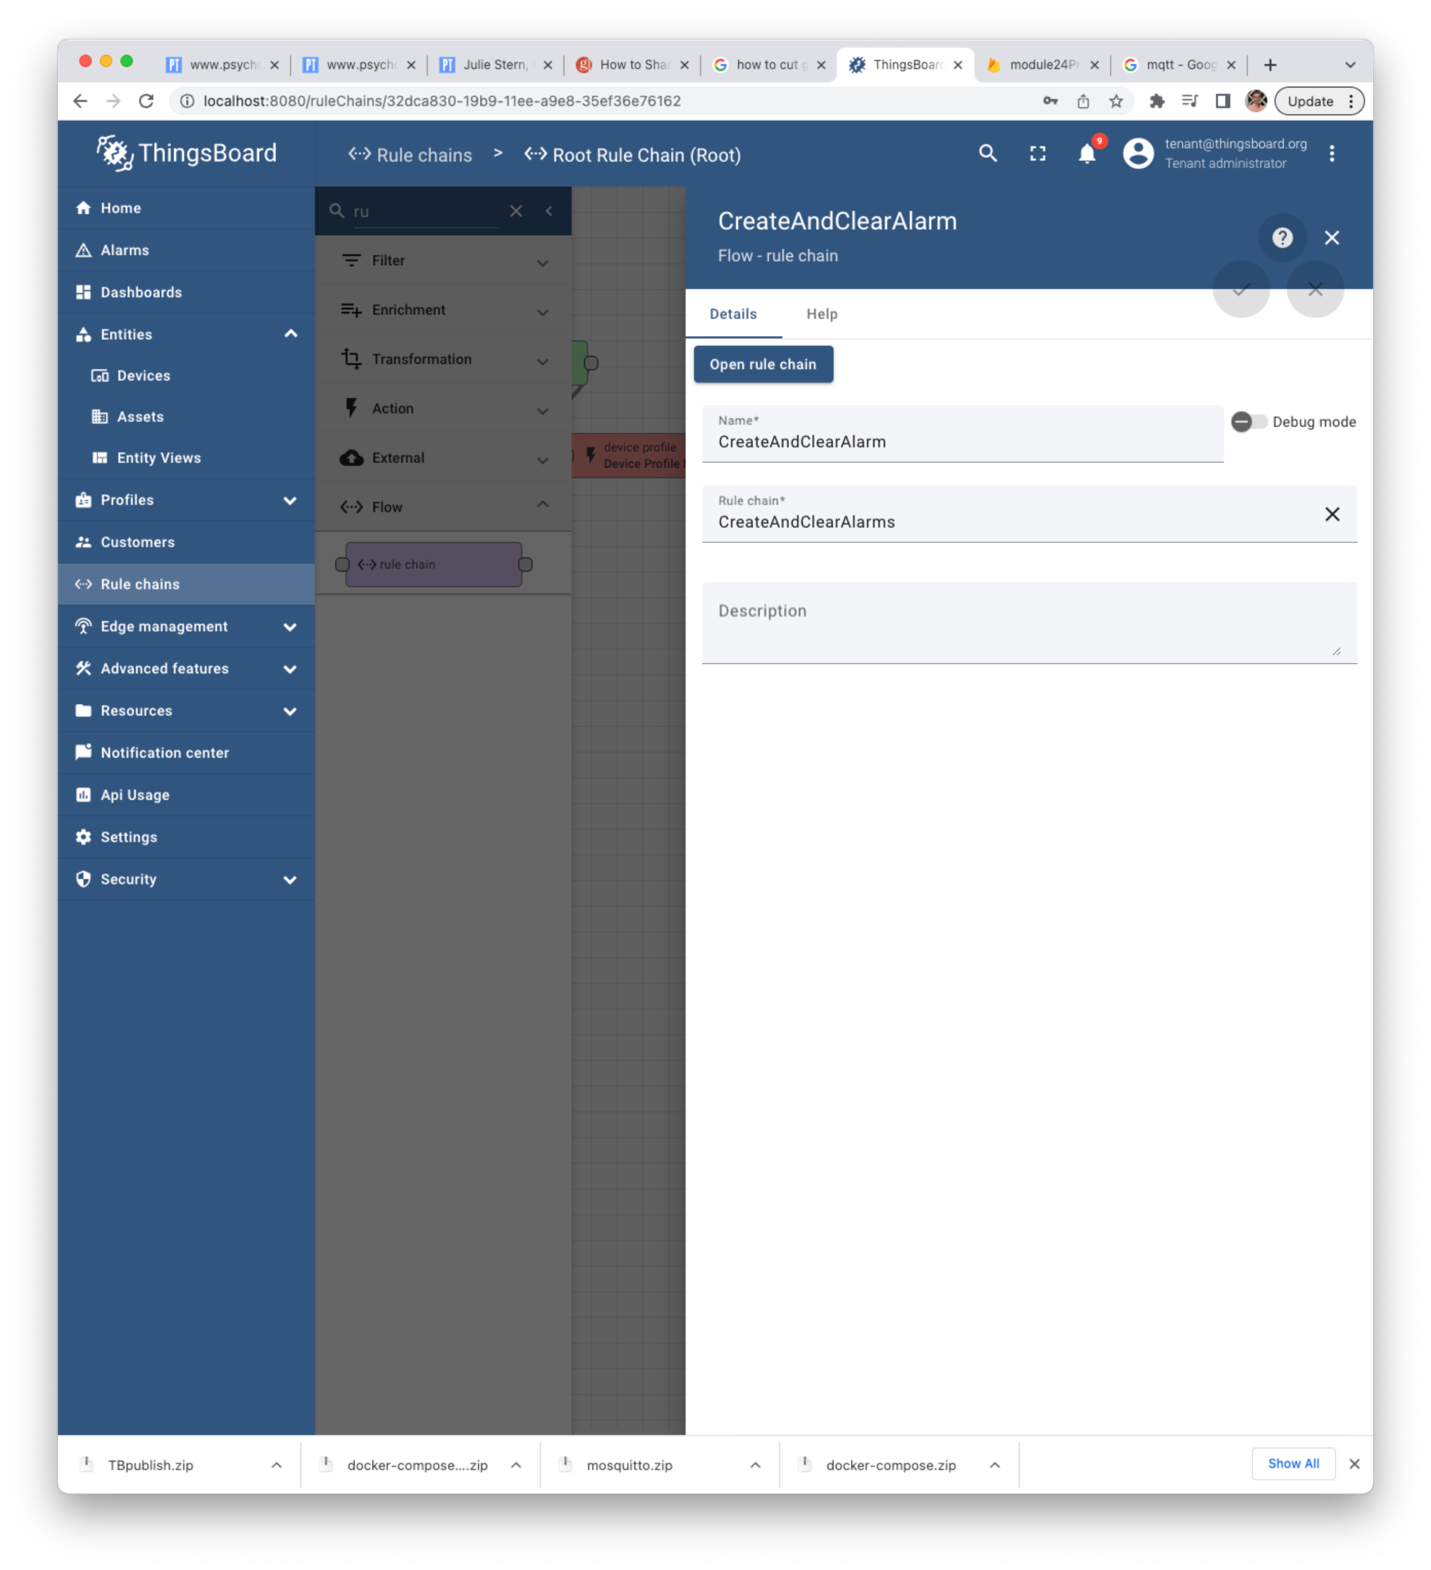 www.psych
www.psych
Julie Stern,
How to Shar
how to cut g
ThingsBoard
module24Pr
mqtt - Goog
localhost:8080/ruleChains/32dca830-19b9-11ee-a9e8-35ef36e76162
Update
ThingsBoard
Rule chains > Root Rule Chain (Root)
9
tenant@thingsboard.org
Tenant administrator
Home
Alarms
Dashboards
Entities
Devices
Assets
Entity Views
Profiles
Customers
Rule chains
Edge management
Advanced features
Resources
Notification center
Api Usage
Settings
Security
ru
Filter
Enrichment
Transformation
Action
External
Flow
rule chain
device profile
Device Profile
CreateAndClearAlarm
Flow - rule chain
Details
Help
Open rule chain
Name*
CreateAndClearAlarm
Debug mode
Rule chain*
CreateAndClearAlarms
Description
TBpublish.zip
docker-compose....zip
mosquitto.zip
docker-compose.zip
Show All